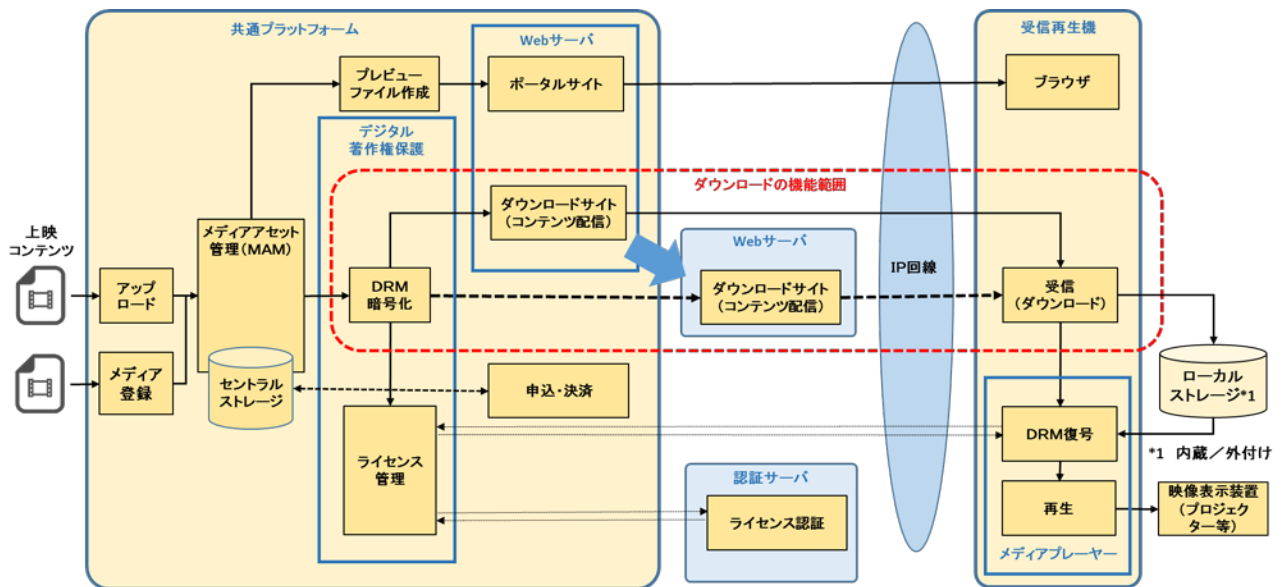 共通プラットフォーム
Webサーバ
受信再生機
プレビュー
ファイル作成
ポータルサイト
ブラウザ
デジタル
著作権保護
ダウンロードの機能範囲
ダウンロードサイト
(コンテンツ配信)
上映
コンテンツ
メディアアセット
管理(MAM)
Webサーバ
IP回線
アップ
ロード
DRM
暗号化
ダウンロードサイト
(コンテンツ配信)
受信
(ダウンロード)
メディア
登録
セントラル
ストレージ
申込・決済
ローカル
ストレージ*1
ライセンス
管理
DRM復号
*1 内蔵/外付け
認証サーバ
ライセンス認証
再生
映像表示装置
(プロジェク
ター等)
メディアプレーヤー